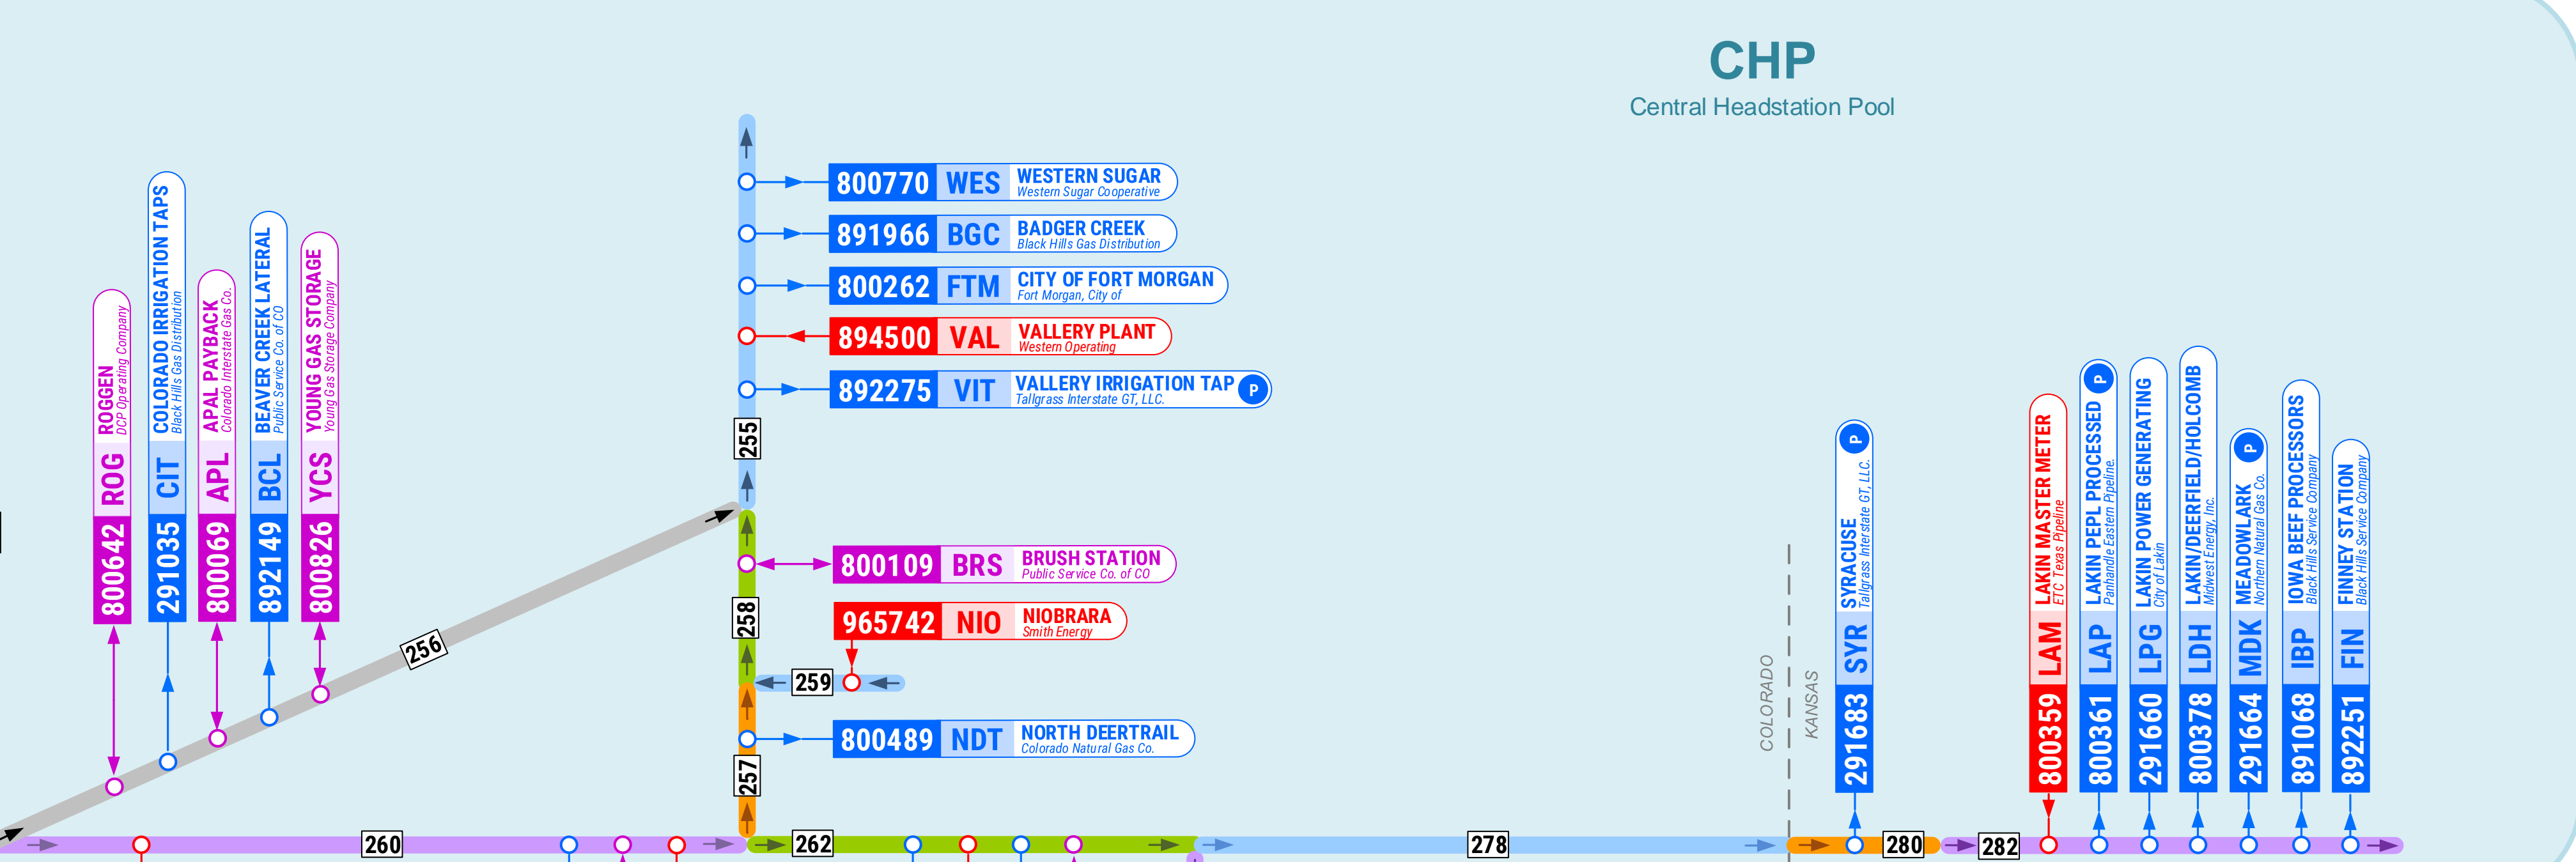 CHP
Central Headstation Pool
800642 ROG ROGGEN
DCP Operating Company
291035 CIT COLORADO IRRIGATION TAPS
Black Hills Gas Distribution
800069 APL APAL PAYBACK
Colorado Interstate Gas Co.
892149 BCL BEAVER CREEK LATERAL
Public Service Co. of CO
800826 YCS YOUNG GAS STORAGE
Young Gas Storage Company
256
800770 WES WESTERN SUGAR
Western Sugar Cooperative
891966 BGC BADGER CREEK
Black Hills Gas Distribution
800262 FTM CITY OF FORT MORGAN
Fort Morgan, City of
894500 VAL VALLERY PLANT
Western Operating
892275 VIT VALLERY IRRIGATION TAP P
Tallgrass Interstate GT, LLC.
255
800109 BRS BRUSH STATION
Public Service Co. of CO
258
965742 NIO NIOBRARA
Smith Energy
259
800489 NDT NORTH DEERTRAIL
Colorado Natural Gas Co.
257
COLORADO
KANSAS
291683 SYR SYRACUSE P
Tallgrass Interstate GT, LLC.
800359 LAM LAKIN MASTER METER
ETC Texas Pipeline
800361 LAP LAKIN PEPL PROCESSED P
Panhandle Eastern Pipeline.
291660 LPG LAKIN POWER GENERATING
City of Lakin
800378 LDH LAKIN/DEERFIELD/HOLCOMB
Midwest Energy, Inc.
291664 MDK MEADOWLARK P
Northern Natural Gas Co.
891068 IBP IOWA BEEF PROCESSORS
Black Hills Service Company
892251 FIN FINNEY STATION
Black Hills Service Company
260
262
278
280
282